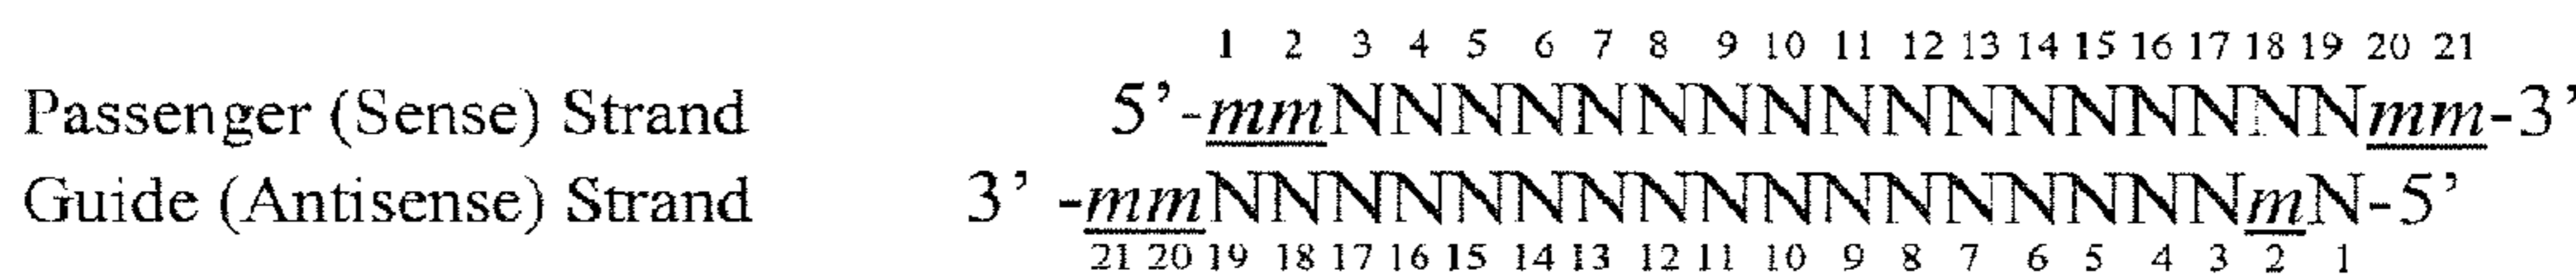 1 2 3 4 5 6 7 8 9 10 11 12 13 14 15 16 17 18 19 20 21
Passenger (Sense) Strand 5’-mmNNNNNNNNNNNNNNNNNmm-3’
Guide (Antisense) Strand 3’ -mmNNNNNNNNNNNNNNNNNmN-5’
21 20 19 18 17 16 15 14 13 12 11 10 9 8 7 6 5 4 3 2 1